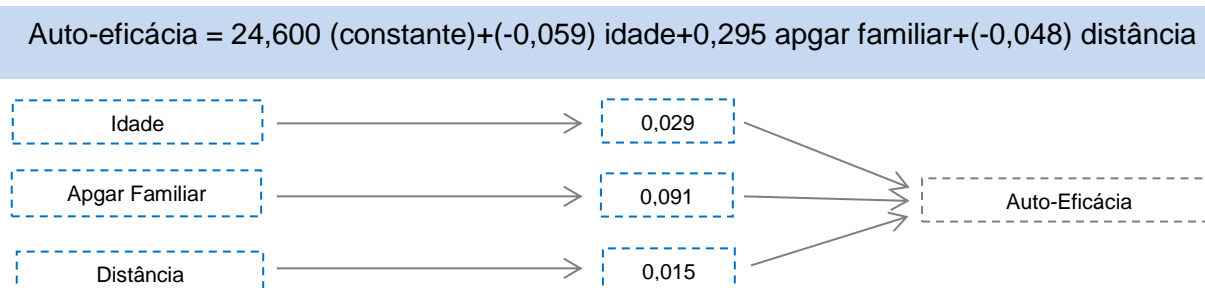 Auto-eficácia = 24,600 (constante)+(-0,059) idade+0,295 apgar familiar+(-0,048) distância
Idade
0,029
Apgar Familiar
0,091
Auto-Eficácia
Distância
0,015